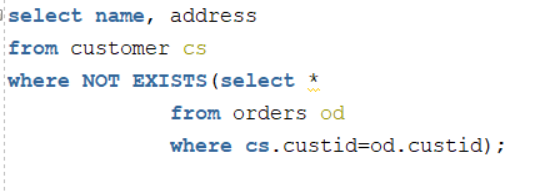 select name, address
from customer cs
where NOT EXISTS(select *
from orders od
where cs.custid=od.custid);